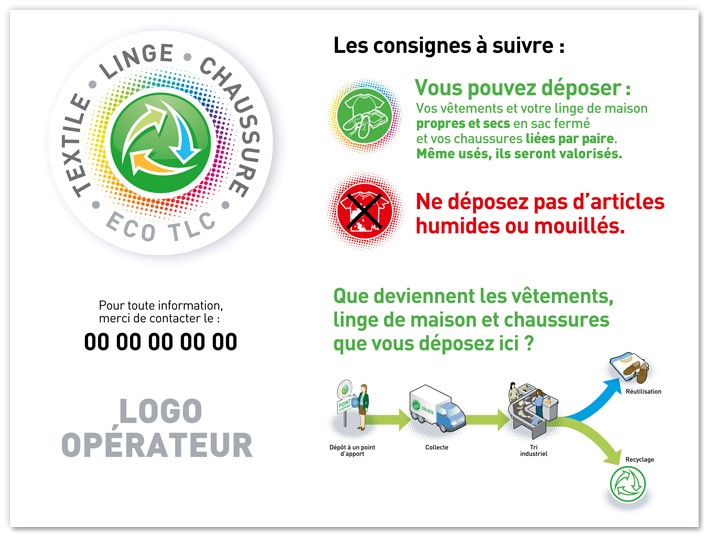 TEXTILE • LINGE • CHAUSSURE
• ECO TLC •
Pour toute information,
merci de contacter le :
00 00 00 00 00
LOGO
OPÉRATEUR
Les consignes à suivre :
Vous pouvez déposer :
Vos vêtements et votre linge de maison
propres et secs en sac fermé
et vos chaussures liées par paire.
Même usés, ils seront valorisés.
Ne déposez pas d'articles
humides ou mouillés.
Que deviennent les vêtements,
linge de maison et chaussures
que vous déposez ici ?
POINT
Dépôt à un point
d'apport
Collecte
Tri
industriel
Réutilisation
Recyclage